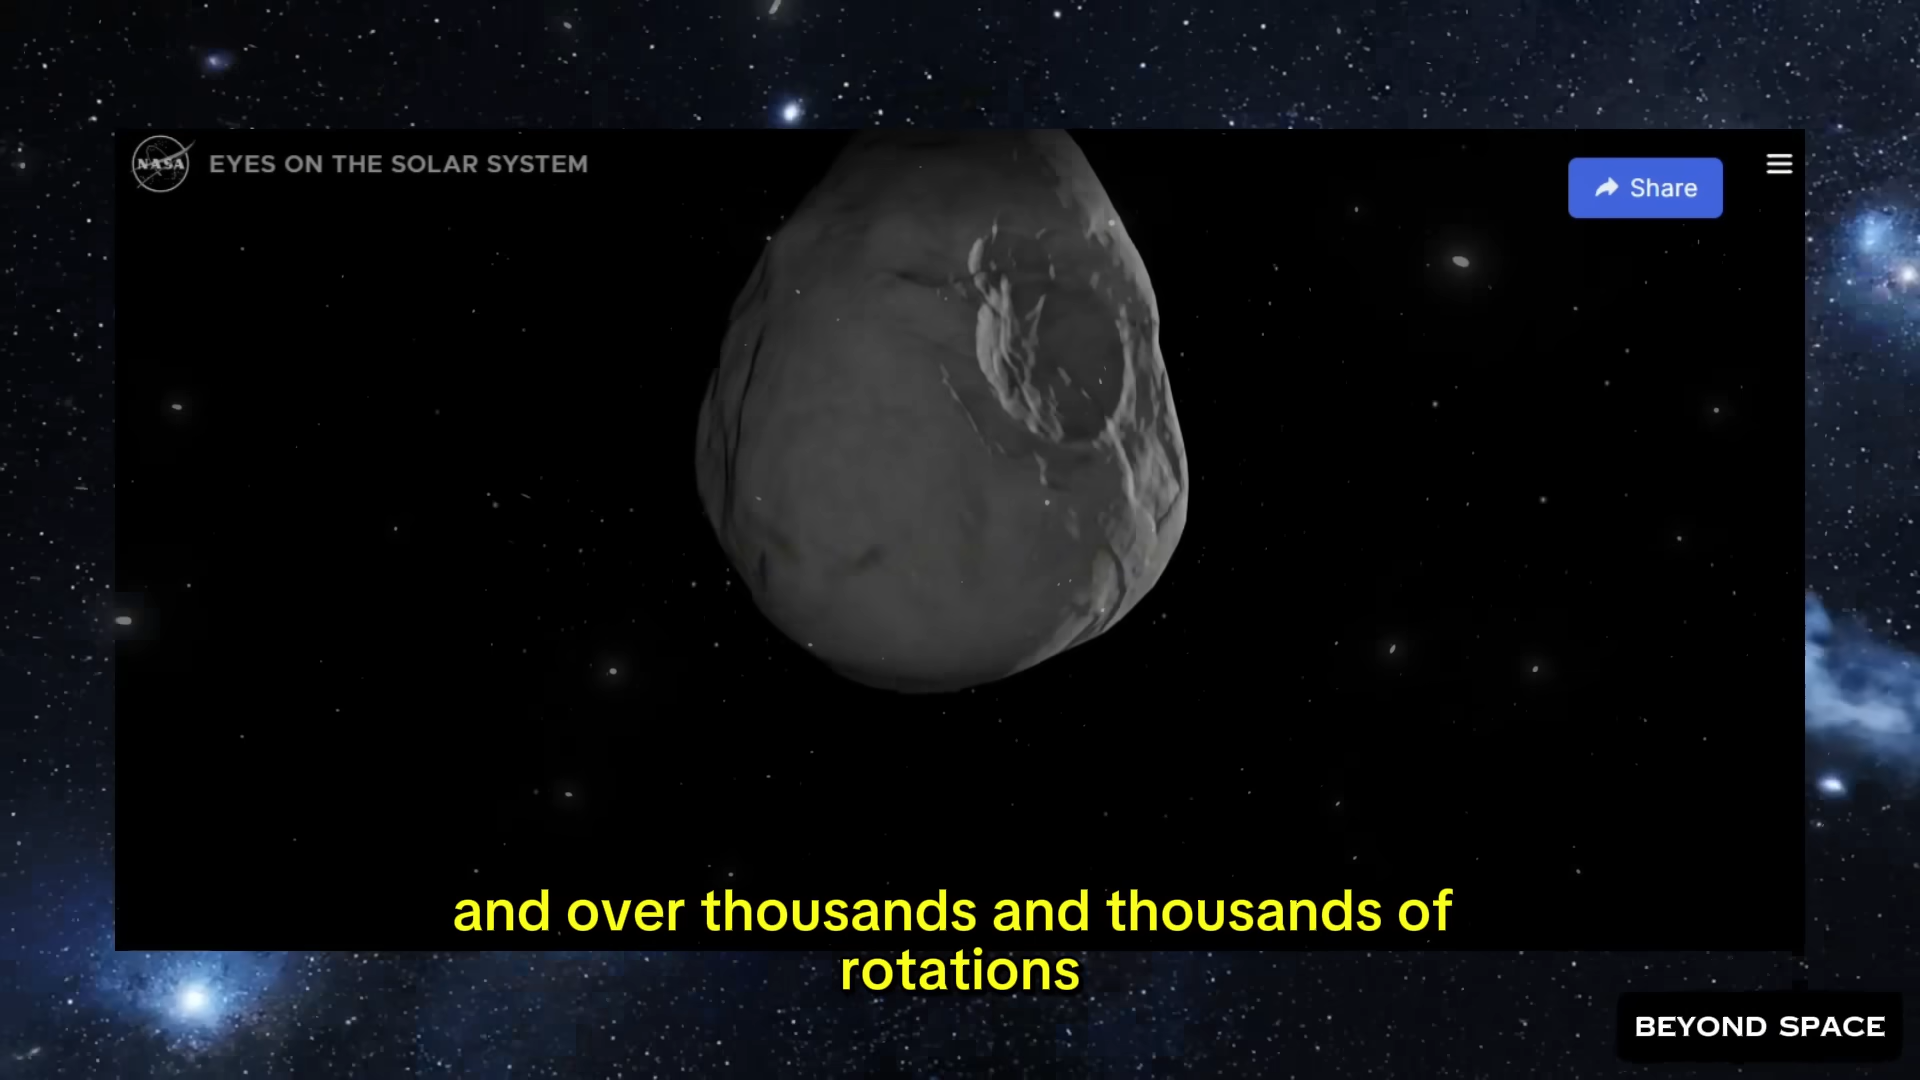 NASA
EYES ON THE SOLAR SYSTEM
Share
and over thousands and thousands of
rotations
BEYOND SPACE